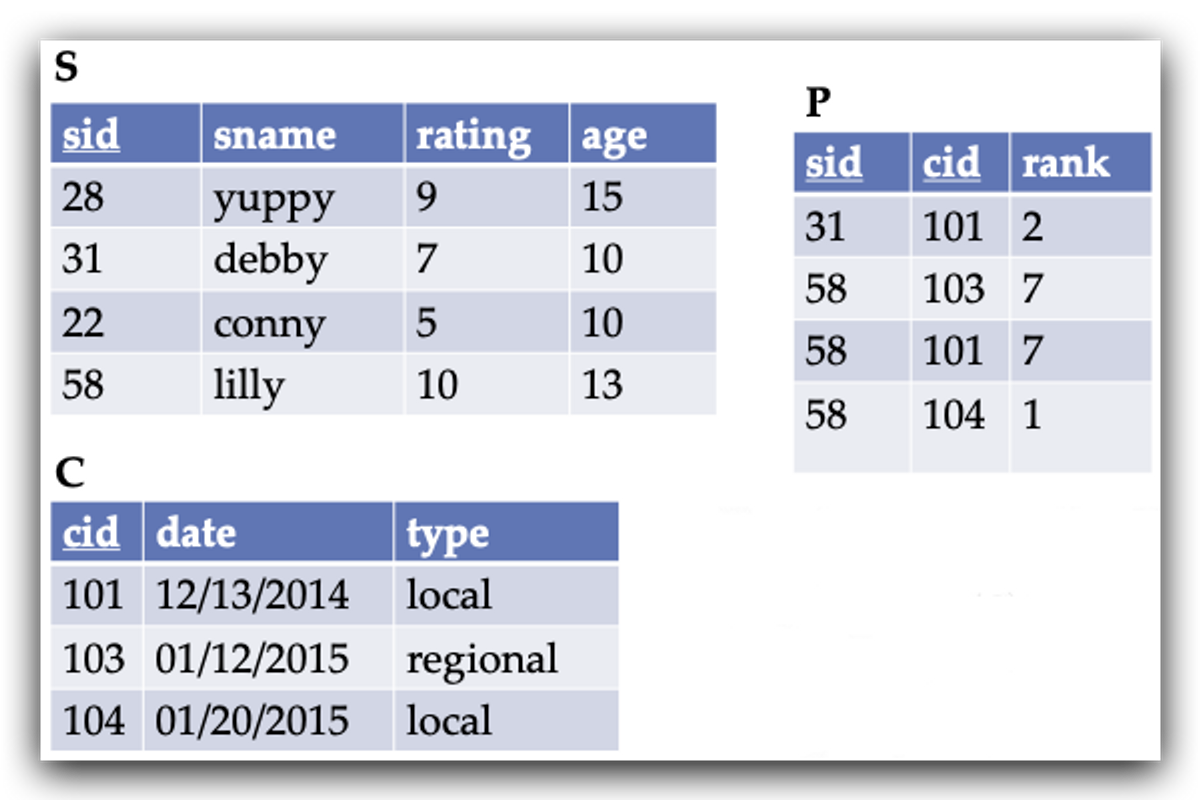 S
sid sname rating age
28 yuppy 9 15
31 debby 7 10
22 conny 5 10
58 lilly 10 13
P
sid cid rank
31 101 2
58 103 7
58 101 7
58 104 1
C
cid date type
101 12/13/2014 local
103 01/12/2015 regional
104 01/20/2015 local